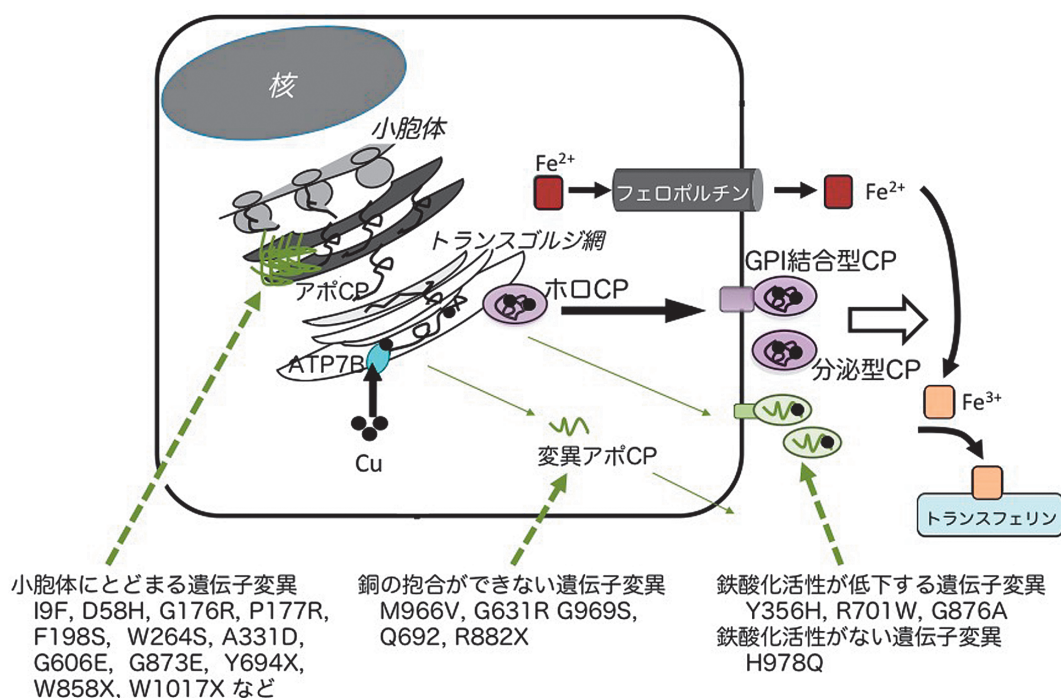 核
小胞体
Fe2+
フェロポルチン
Fe2+
トランスゴルジ網
アポCP
ホロCP
GPI結合型CP
分泌型CP
ATP7B
Cu
変異アポCP
Fe3+
トランスフェリン
小胞体にとどまる遺伝子変異
I9F, D58H, G176R, P177R,
F198S, W264S, A331D,
G606E, G873E, Y694X,
W858X, W1017X など
銅の抱合ができない遺伝子変異
M966V, G631R G969S,
Q692, R882X
鉄酸化活性が低下する遺伝子変異
Y356H, R701W, G876A
鉄酸化活性がない遺伝子変異
H978Q